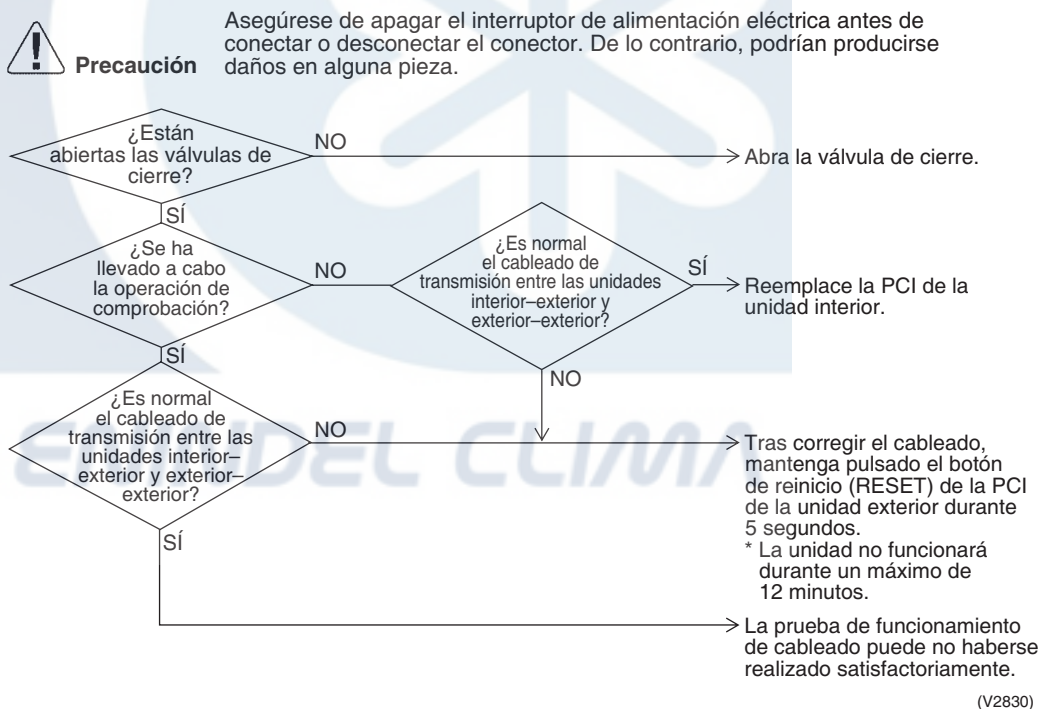 Asegúrese de apagar el interruptor de alimentación eléctrica antes de
conectar o desconectar el conector. De lo contrario, podrían producirse
daños en alguna pieza.
Precaución
¿Están
abiertas las válvulas de
cierre?
NO
Abra la válvula de cierre.
SÍ
¿Se ha
llevado a cabo
la operación de
comprobación?
NO
¿Es normal
el cableado de
transmisión entre las unidades
interior–exterior y
exterior–exterior?
SÍ
Reemplace la PCI de la
unidad interior.
SÍ
NO
¿Es normal
el cableado de
transmisión entre las
unidades interior–
exterior y exterior–
exterior?
NO
Tras corregir el cableado,
mantenga pulsado el botón
de reinicio (RESET) de la PCI
de la unidad exterior durante
5 segundos.
* La unidad no funcionará
durante un máximo de
12 minutos.
SÍ
La prueba de funcionamiento
de cableado puede no haberse
realizado satisfactoriamente.
(V2830)
CLIMA